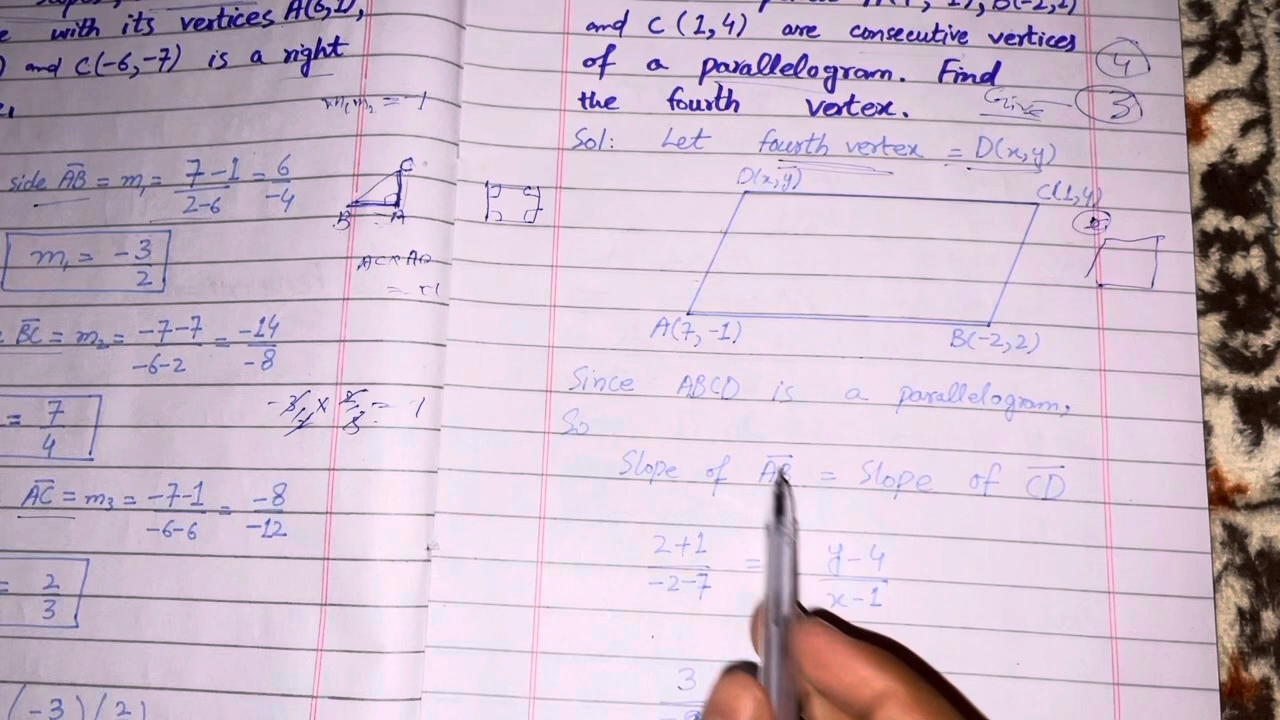 with its vertices A(6,1),
and C(-6,-7) is a right
m₁m₂ = -1
side AB = m₁ = 7-1/2-6 = 6/-4
C
B A
m₁ = -3/2
BC = m₂ = -7-7/-6-2 = -14/-8
= 7/4
AC = m₃ = -7-1/-6-6 = -8/-12
= 2/3
(-3)(2)
and C(1,4) are consecutive vertices
of a parallelogram. Find
the fourth vertex.
4
3
Sol: Let fourth vertex = D(x,y)
D(x,y) C(1,4)
A(7,-1) B(-2,2)
Since ABCD is a parallelogram,
So
Slope of AB = Slope of CD
2+1/-2-7 = y-4/x-1
3